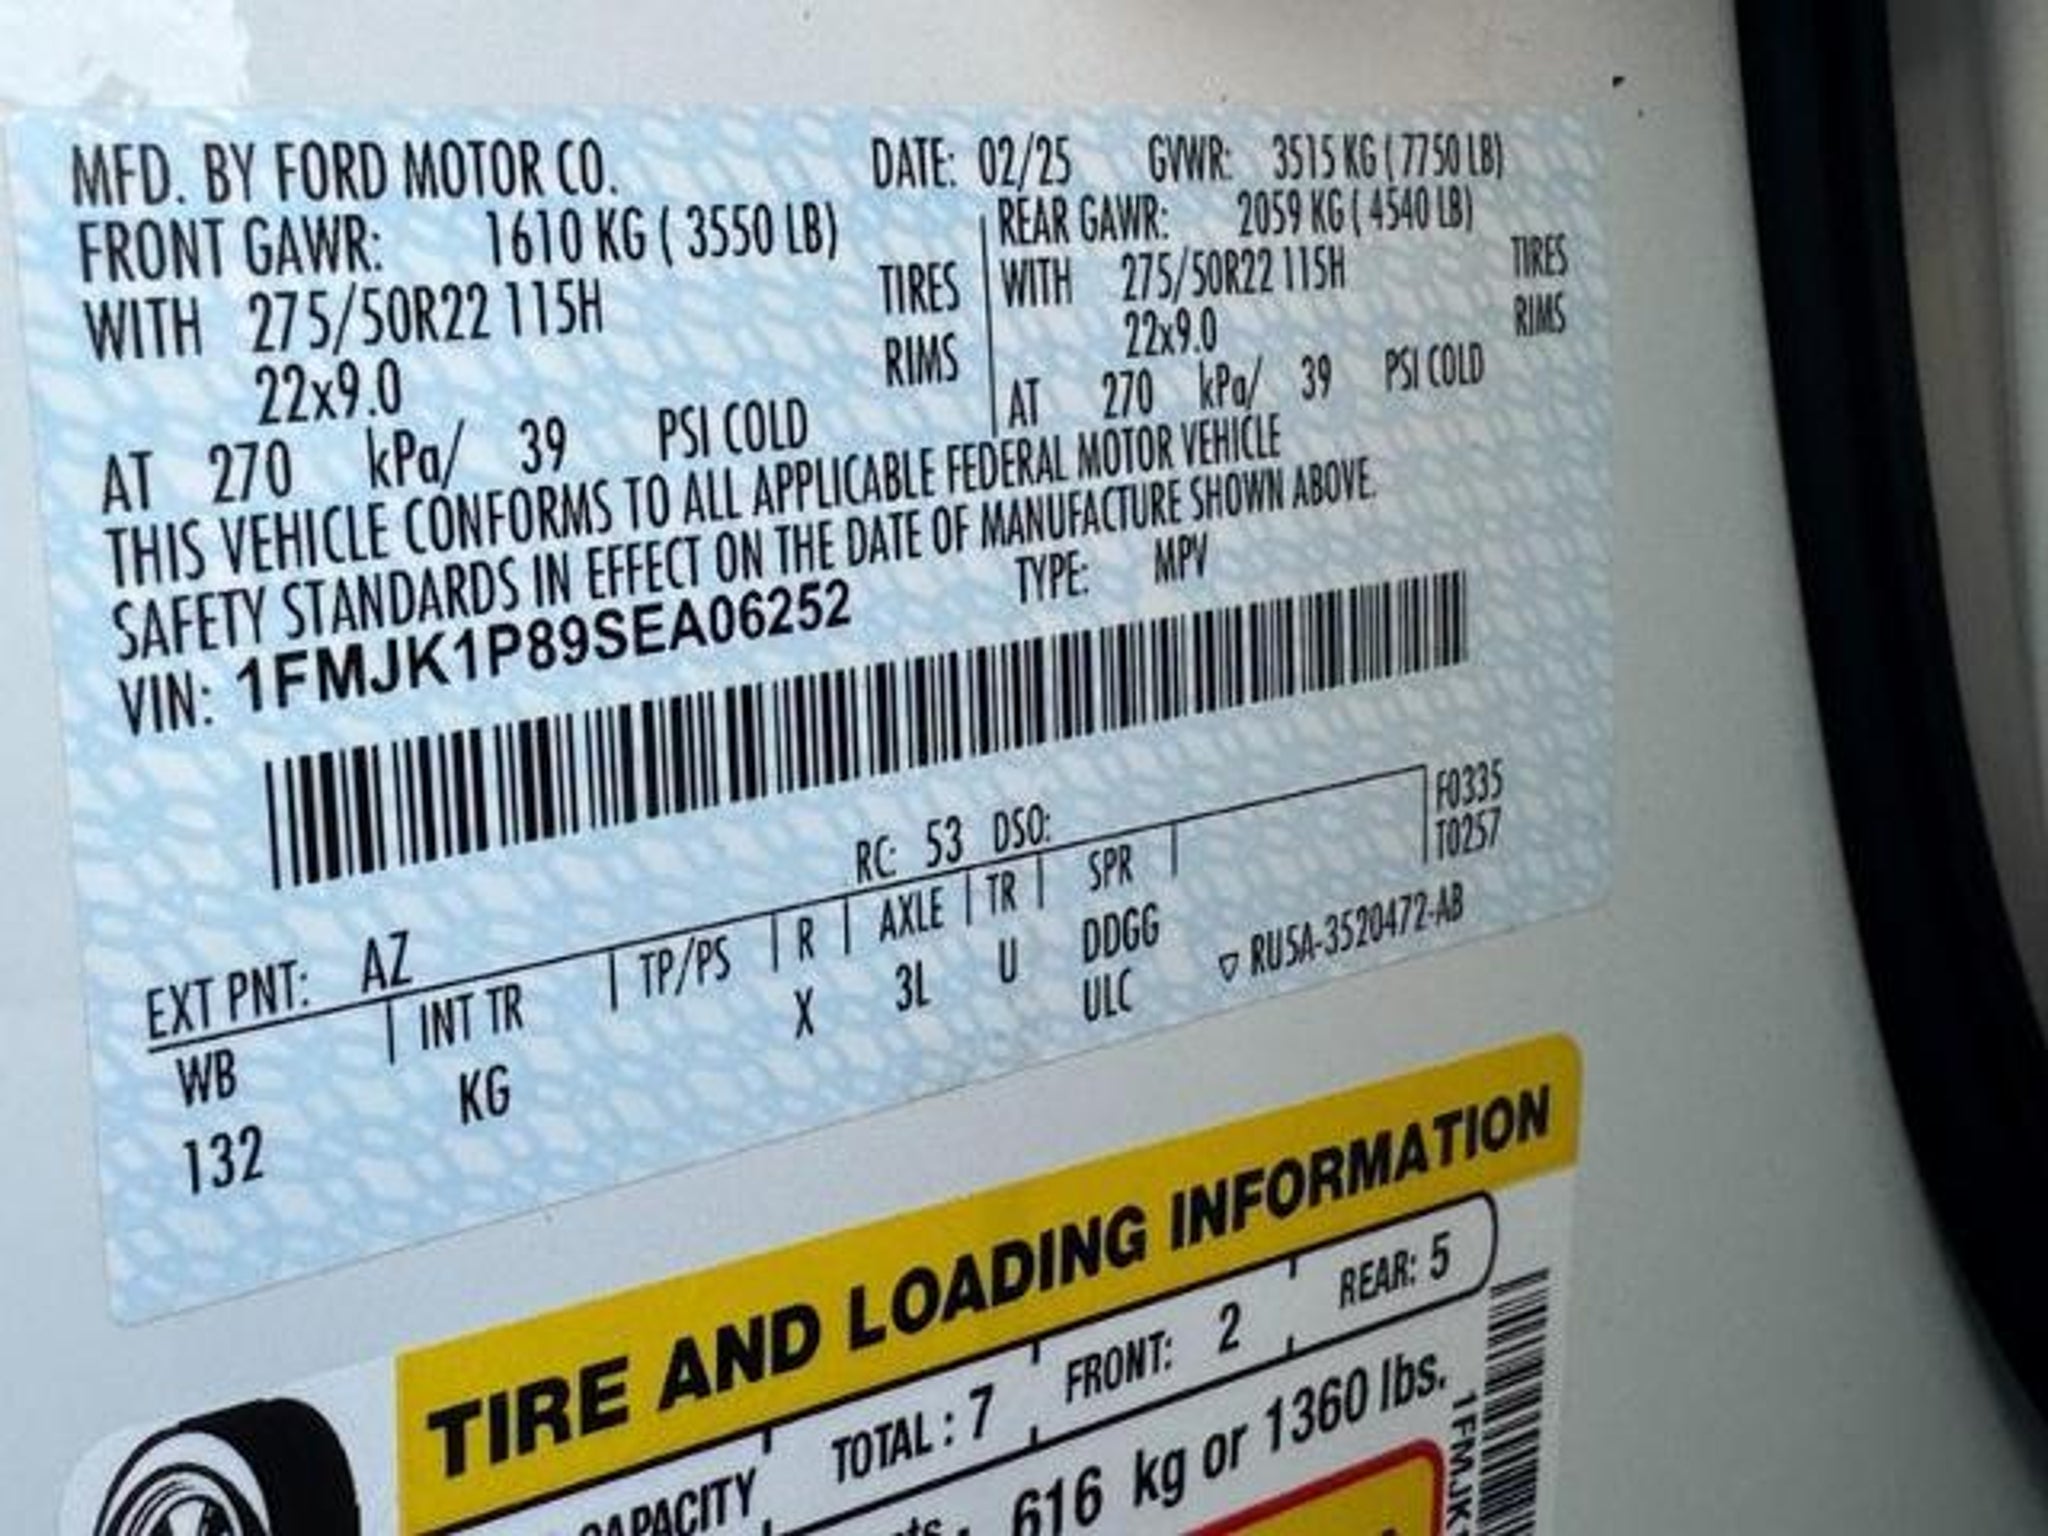 MFD. BY FORD MOTOR CO. DATE: 02/25 GVWR: 3515 KG ( 7750 LB)
FRONT GAWR: 1610 KG ( 3550 LB) REAR GAWR: 2059 KG ( 4540 LB)
WITH 275/50R22 115H TIRES WITH 275/50R22 115H TIRES
22x9.0 RIMS 22x9.0 RIMS
AT 270 kPa/ 39 PSI COLD AT 270 kPa/ 39 PSI COLD
THIS VEHICLE CONFORMS TO ALL APPLICABLE FEDERAL MOTOR VEHICLE
SAFETY STANDARDS IN EFFECT ON THE DATE OF MANUFACTURE SHOWN ABOVE.
VIN: 1FMJK1P89SEA06252 TYPE: MPV
F0335
T0257
RC: 53 DSO:
EXT PNT: AZ
WB INT TR TP/PS R AXLE TR SPR
132 KG X 3L U DDGG
ULC
▽ RU5A-3520472-AB
TIRE AND LOADING INFORMATION
CAPACITY TOTAL : 7 FRONT: 2 REAR: 5
616 kg or 1360 lbs.
1FMJK